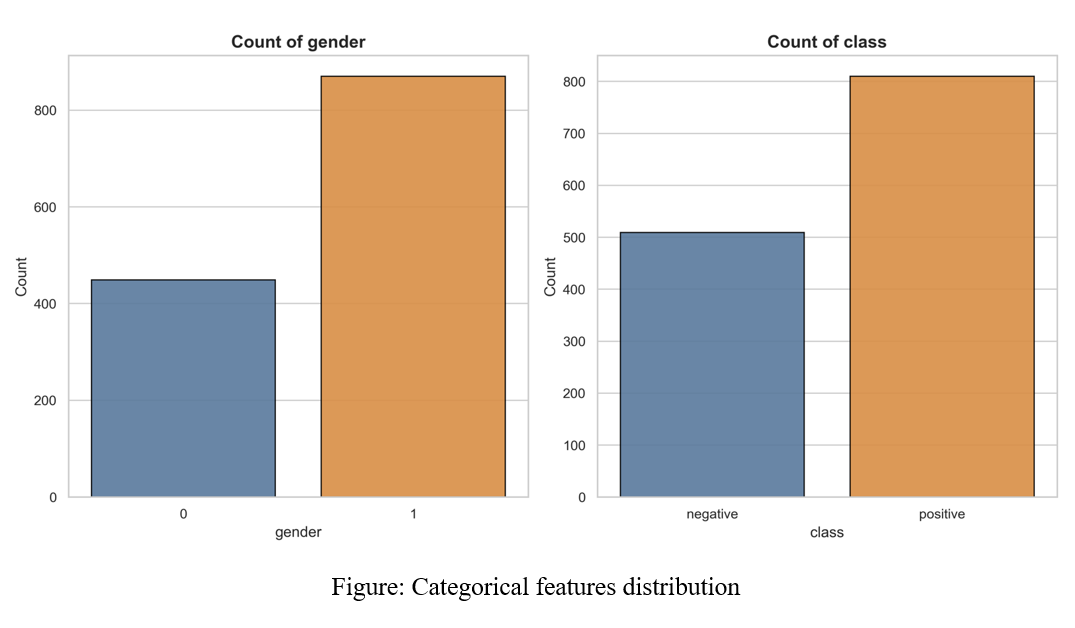 Count of gender
Count
800
600
400
200
0
0
1
gender
Count of class
Count
800
700
600
500
400
300
200
100
0
negative
positive
class
Figure: Categorical features distribution